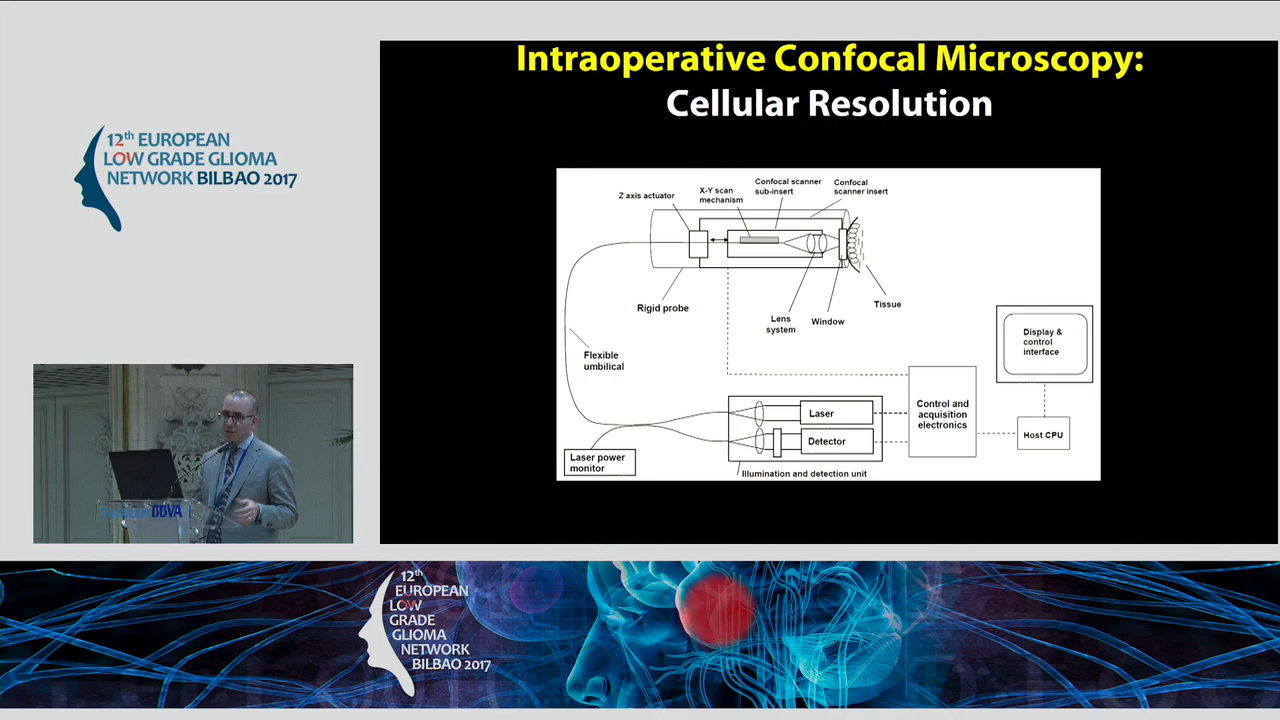 12th EUROPEAN
LOW GRADE GLIOMA
NETWORK BILBAO 2017
Intraoperative Confocal Microscopy:
Cellular Resolution
Z axis actuator
X-Y scan
mechanism
Confocal scanner
sub-insert
Confocal
scanner insert
Rigid probe
Lens
system
Window
Tissue
Flexible
umbilical
Display &
control
interface
Laser
Detector
Control and
acquisition
electronics
Host CPU
Laser power
monitor
Illumination and detection unit
BBVA
12th
EUROPEAN
LOW
GRADE
GLIOMA
NETWORK
BILBAO 2017